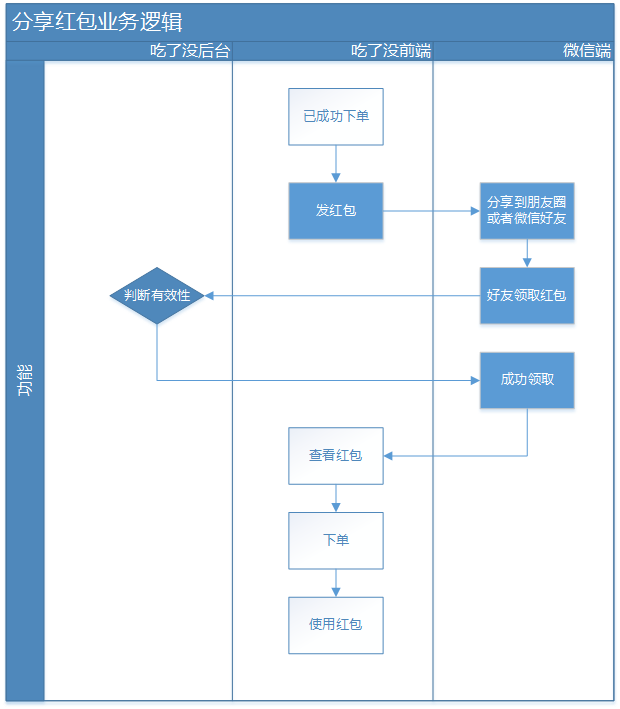 分享红包业务逻辑
吃了没后台
吃了没前端
微信端
功能
已成功下单
发红包
分享到朋友圈
或者微信好友
判断有效性
好友领取红包
成功领取
查看红包
下单
使用红包